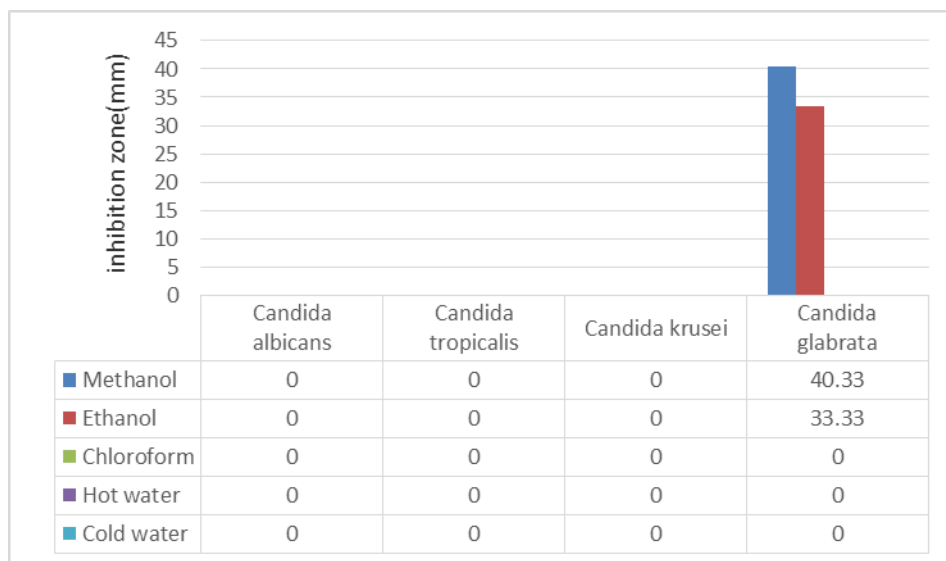 inhibition zone(mm)
45
40
35
30
25
20
15
10
5
0
Candida albicans Candida tropicalis Candida krusei Candida glabrata
Methanol 0 0 0 40.33
Ethanol 0 0 0 33.33
Chloroform 0 0 0 0
Hot water 0 0 0 0
Cold water 0 0 0 0